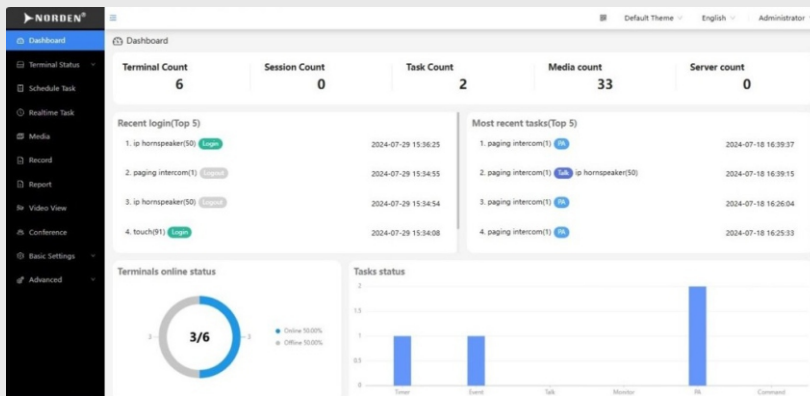 NORDEN®
Default Theme
English
Administrator
Dashboard
Terminal Status
Schedule Task
Realtime Task
Media
Record
Report
Video View
Conference
Basic Settings
Advanced
Dashboard
Terminal Count Session Count Task Count Media count Server count
6 0 2 33 0
Recent login(Top 5)
1. ip hornspeaker(50) Login 2024-07-29 15:36:25
2. paging intercom(1) Logout 2024-07-29 15:34:55
3. ip hornspeaker(50) Logout 2024-07-29 15:34:54
4. touch(91) Login 2024-07-29 15:34:08
Most recent tasks(Top 5)
1. paging intercom(1) PA 2024-07-18 16:39:37
2. paging intercom(1) Talk ip hornspeaker(50) 2024-07-18 16:39:15
3. paging intercom(1) PA 2024-07-18 16:26:04
4. paging intercom(1) PA 2024-07-18 16:25:33
Terminals online status
3 3/6 3
Online 50.00%
Offline 50.00%
Tasks status
2
1.5
1
0.5
0
Timer Event Talk Monitor PA Command